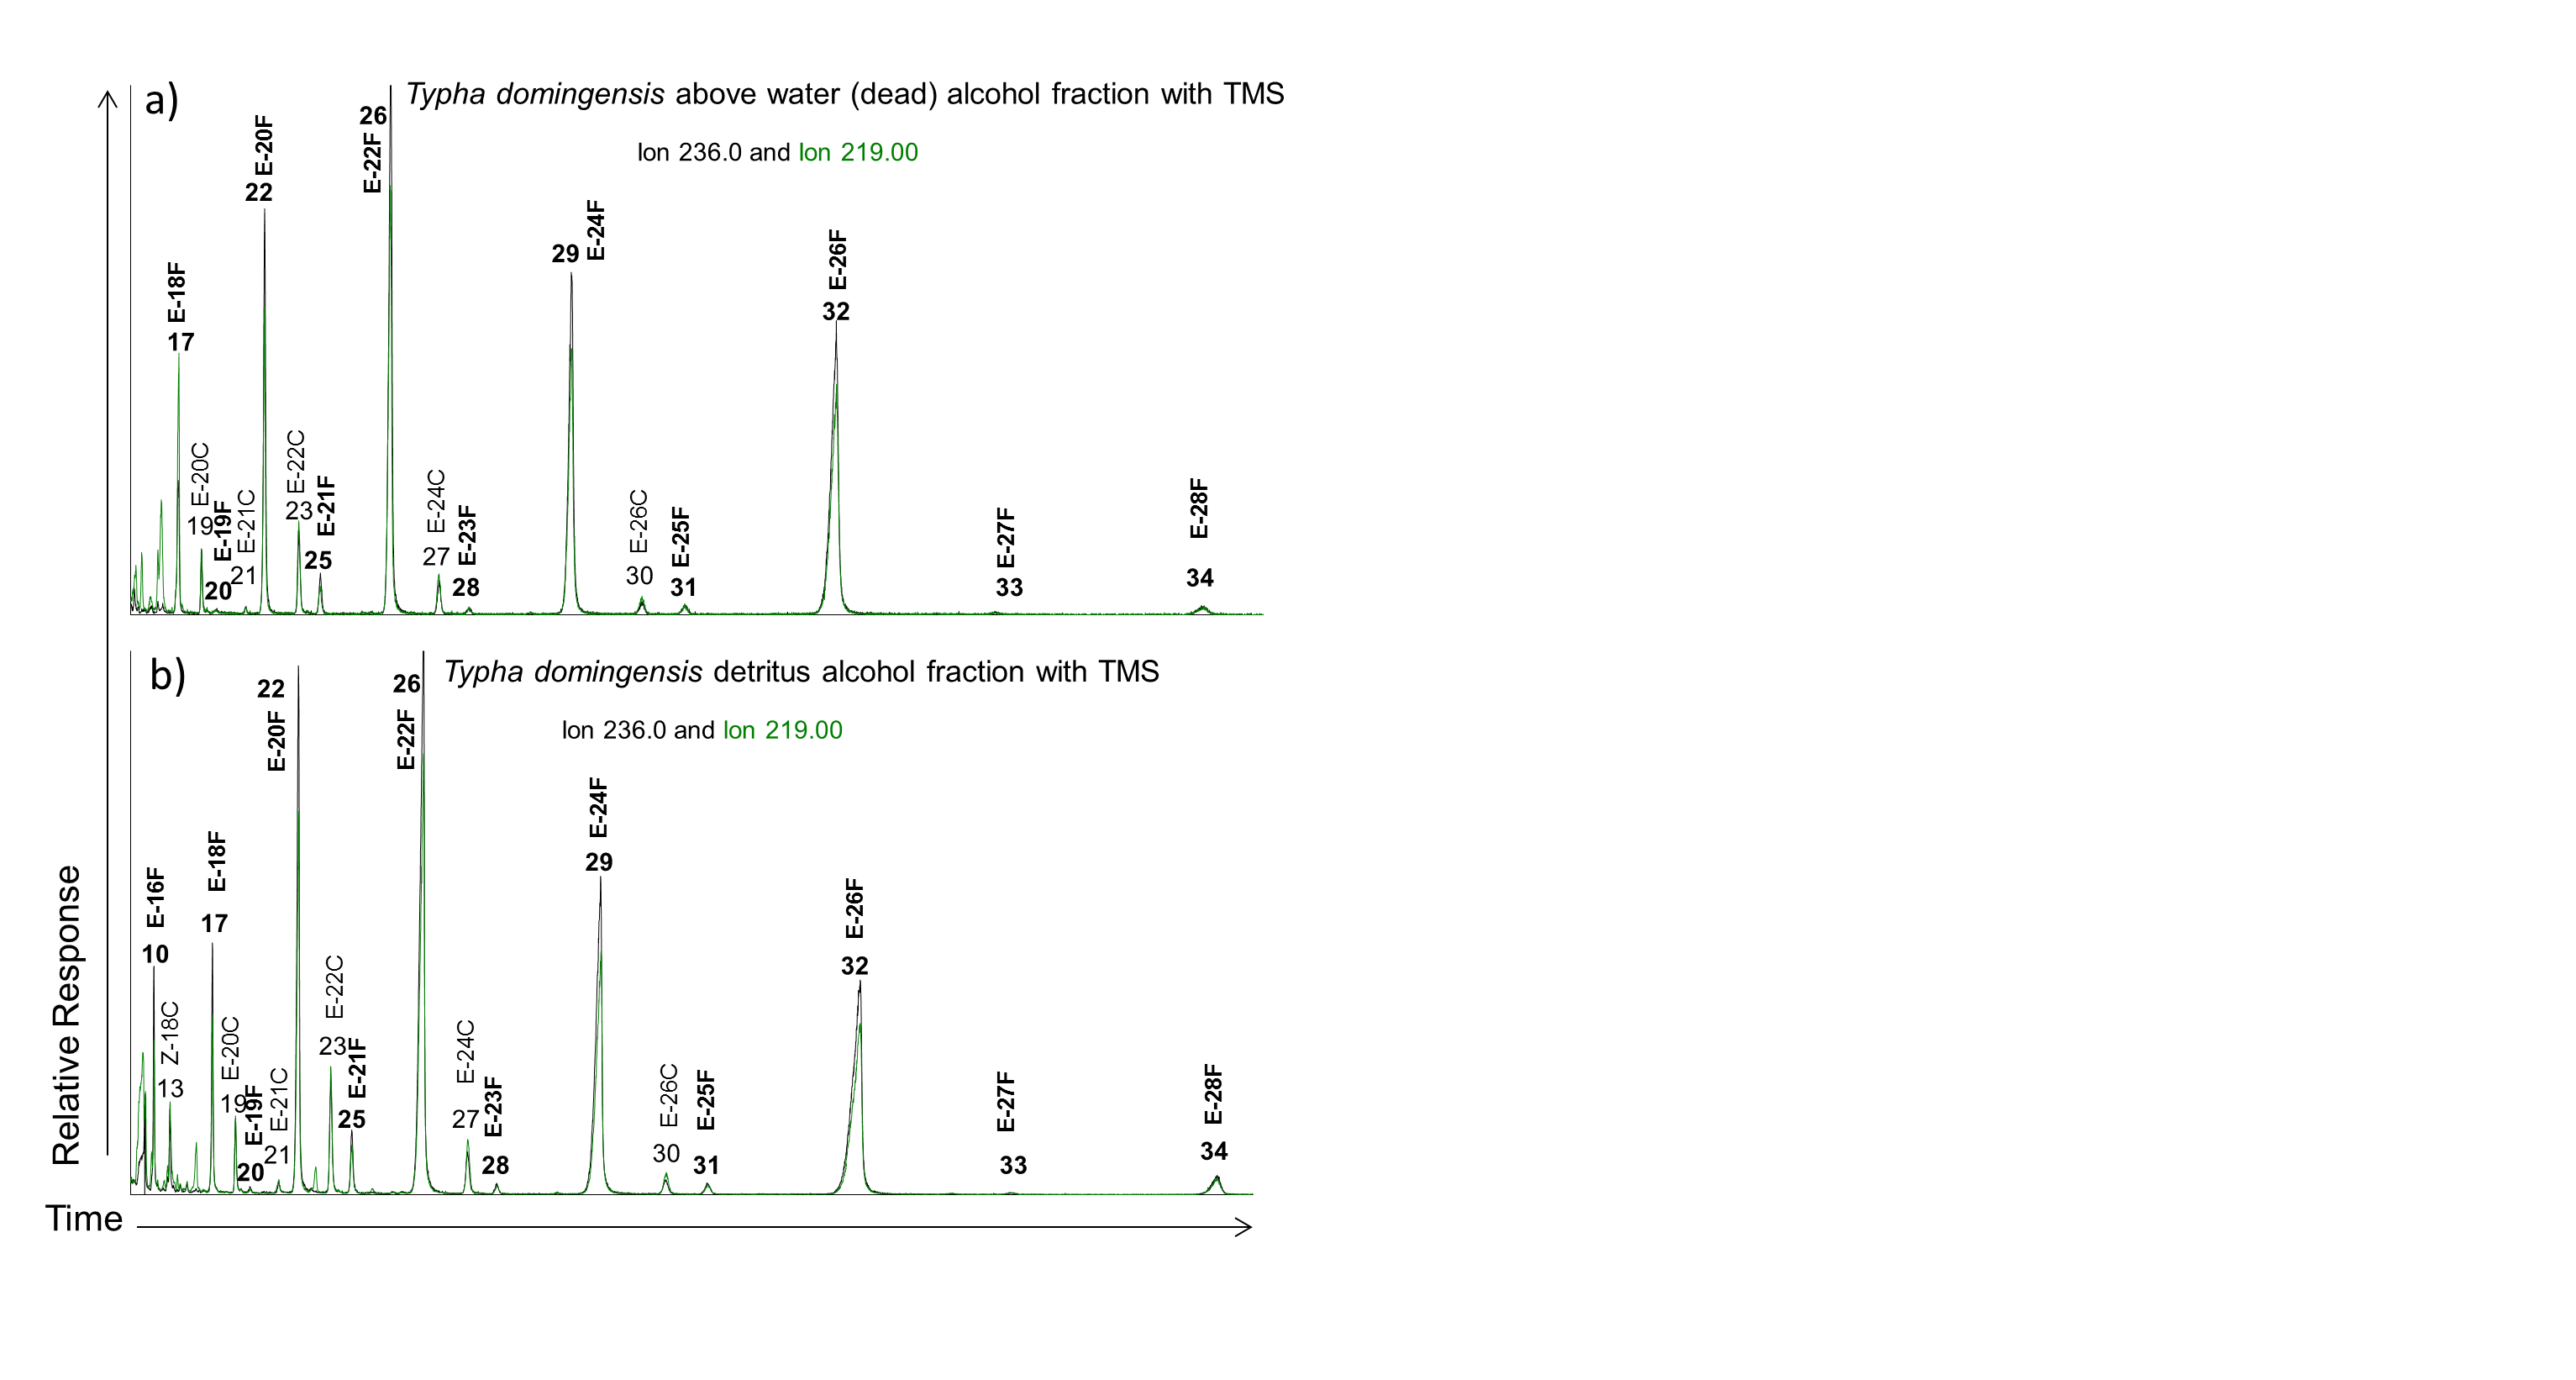 a)
Typha domingensis above water (dead) alcohol fraction with TMS
Ion 236.0 and Ion 219.00
E-18F
17
E-20C
19
E-19F
20
E-21C
21
E-20F
22
E-22C
23
E-21F
25
26
E-22F
E-24C
27
E-23F
28
29
E-24F
E-26C
30
E-25F
31
E-26F
32
E-27F
33
E-28F
34
b)
Typha domingensis detritus alcohol fraction with TMS
Ion 236.0 and Ion 219.00
E-16F
10
Z-18C
13
E-18F
17
E-20C
19
E-19F
20
E-21C
21
22
E-20F
E-22C
23
E-21F
25
26
E-22F
E-24C
27
E-23F
28
E-24F
29
E-26C
30
E-25F
31
E-26F
32
E-27F
33
E-28F
34
Relative Response
Time